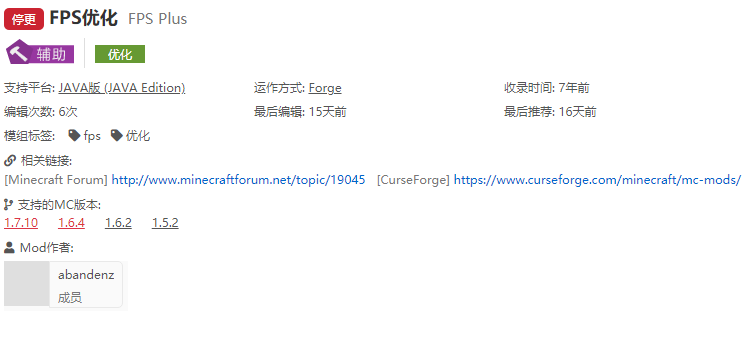 停更 FPS优化 FPS Plus
辅助 优化
支持平台: JAVA版 (JAVA Edition) 运作方式: Forge 收录时间: 7年前
编辑次数: 6次 最后编辑: 15天前 最后推荐: 16天前
模组标签: fps 优化
相关链接:
[Minecraft Forum] http://www.minecraftforum.net/topic/19045 [CurseForge] https://www.curseforge.com/minecraft/mc-mods/
支持的MC版本:
1.7.10 1.6.4 1.6.2 1.5.2
Mod作者:
abandenz
成员